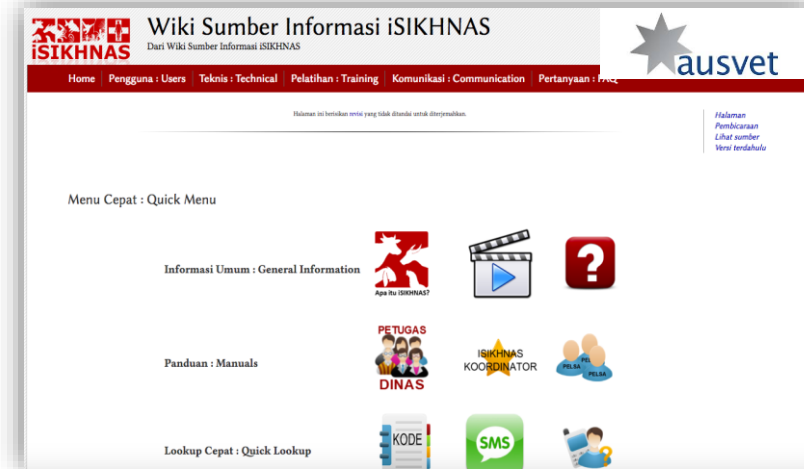 iSIKHNAS
Wiki Sumber Informasi iSIKHNAS
Dari Wiki Sumber Informasi iSIKHNAS
ausvet
Home Pengguna : Users Teknis : Technical Pelatihan : Training Komunikasi : Communication Pertanyaan : FAQ
Halaman ini berisikan revisi yang tidak ditandai untuk diterjemahkan.
Halaman
Pembicaraan
Lihat sumber
Versi terdahulu
Menu Cepat : Quick Menu
Informasi Umum : General Information
Apa itu iSIKHNAS?
?
Panduan : Manuals
PETUGAS
DINAS
ISIKHNAS
KOORDINATOR
PELSA
PELSA
PELSA
Lookup Cepat : Quick Lookup
KODE
SMS
?